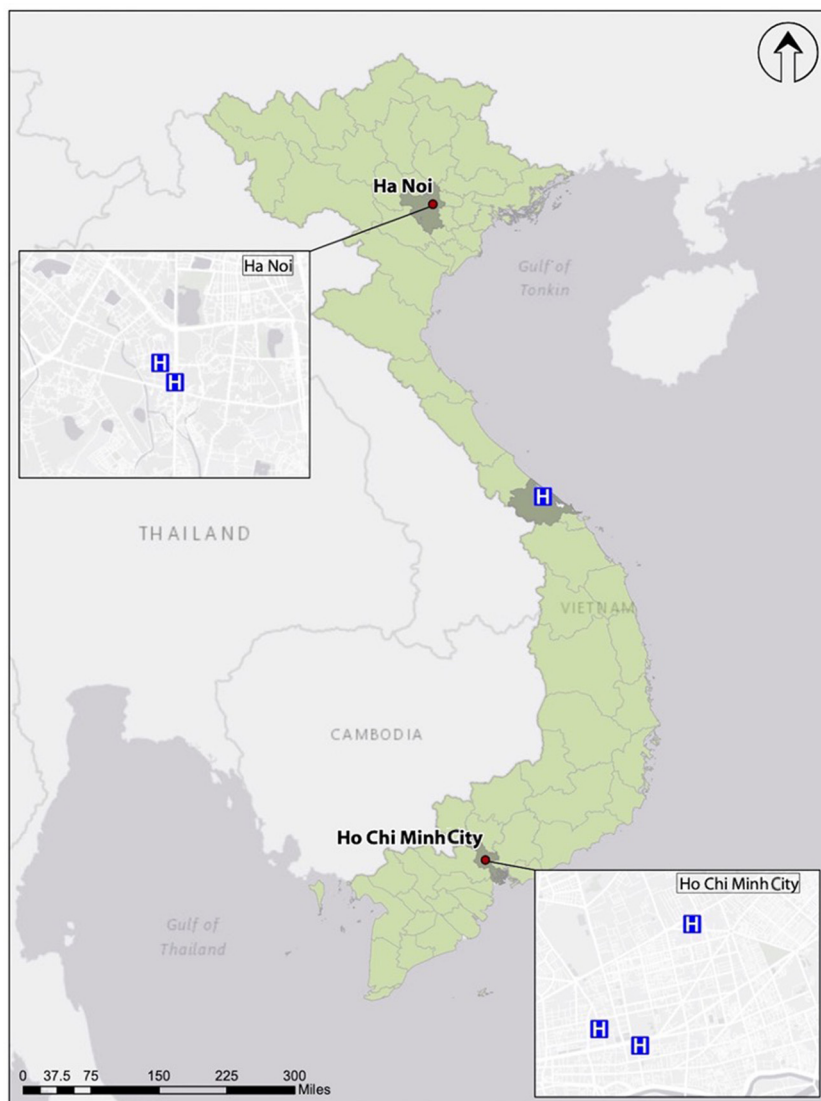 Ha Noi
Ha Noi
Gulf of
Tonkin
H
H
H
THAILAND
VIETNAM
CAMBODIA
Ho Chi Minh City
Ho Chi Minh City
Gulf of
Thailand
H
H
H
0 37.5 75 150 225 300
Miles